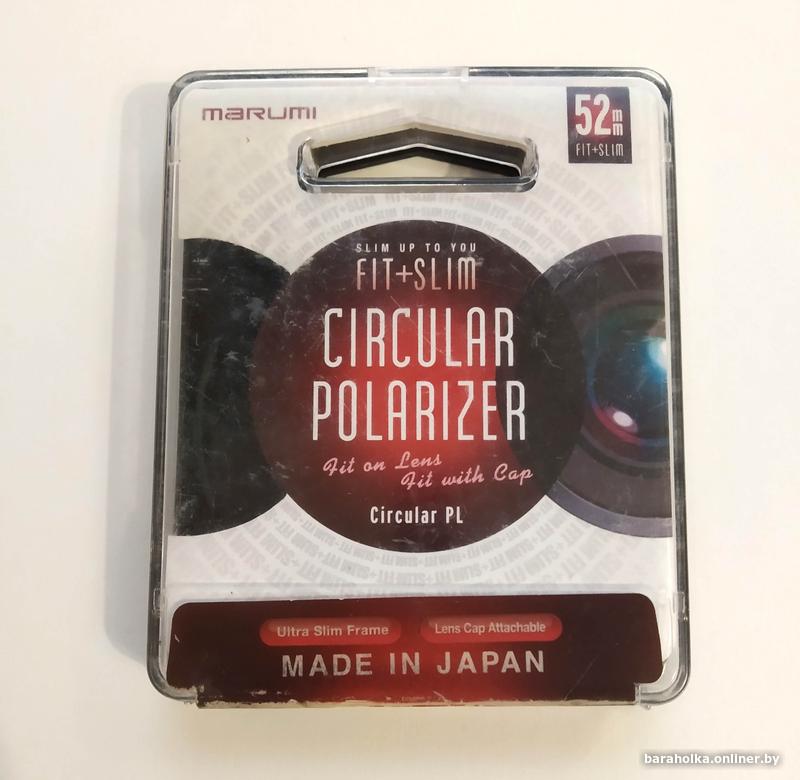 marumi
52mm
FIT+SLIM
SLIM UP TO YOU
FIT+SLIM
CIRCULAR
POLARIZER
Fit on Lens
Fit with Cap
Circular PL
Ultra Slim Frame
Lens Cap Attachable
MADE IN JAPAN
baraholka.onliner.by